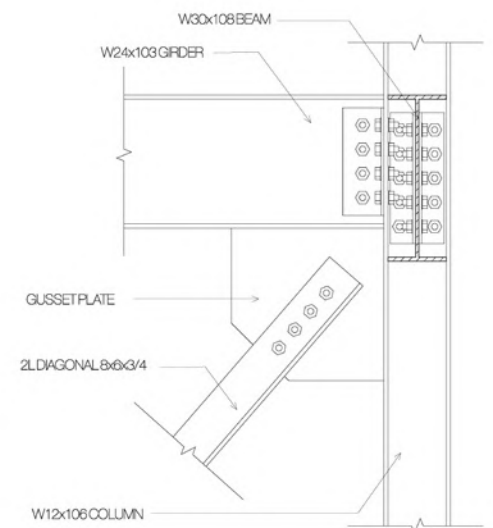 W30x108 BEAM
W24x103 GIRDER
GUSSET PLATE
2L DIAGONAL 8x6x3/4
W12x106 COLUMN